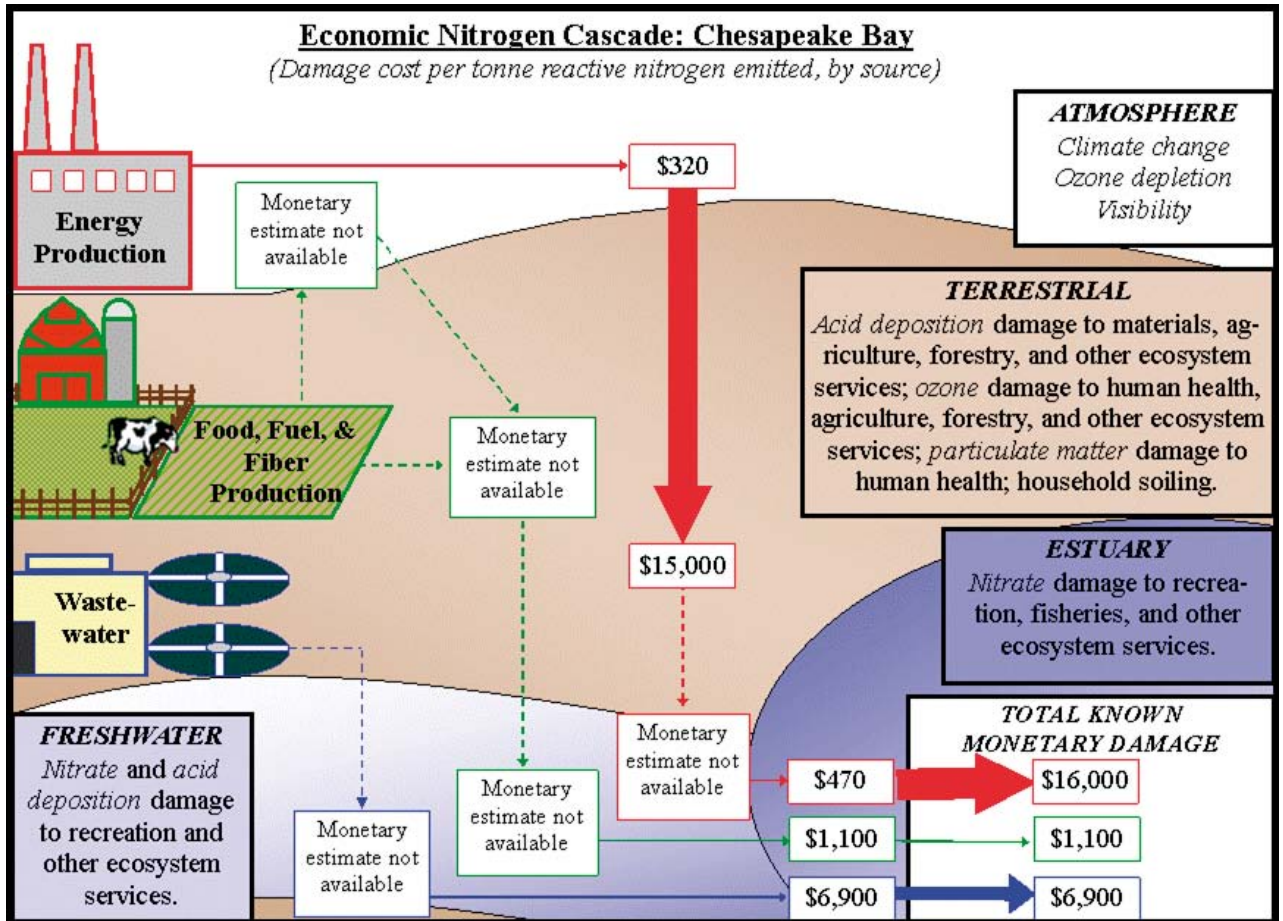 Economic Nitrogen Cascade: Chesapeake Bay
(Damage cost per tonne reactive nitrogen emitted, by source)
ATMOSPHERE
Climate change
Ozone depletion
Visibility
$320
Energy
Production
Monetary
estimate not
available
TERRESTRIAL
Acid deposition damage to materials, ag-
riculture, forestry, and other ecosystem
services; ozone damage to human health,
agriculture, forestry, and other ecosystem
services; particulate matter damage to
human health; household soiling.
Food, Fuel, &
Fiber
Production
Monetary
estimate not
available
$15,000
ESTUARY
Nitrate damage to recrea-
tion, fisheries, and other
ecosystem services.
Waste-
water
FRESHWATER
Nitrate and acid
deposition damage
to recreation and
other ecosystem
services.
Monetary
estimate not
available
Monetary
estimate not
available
Monetary
estimate not
available
TOTAL KNOWN
MONETARY DAMAGE
$470
$16,000
$1,100
$1,100
$6,900
$6,900